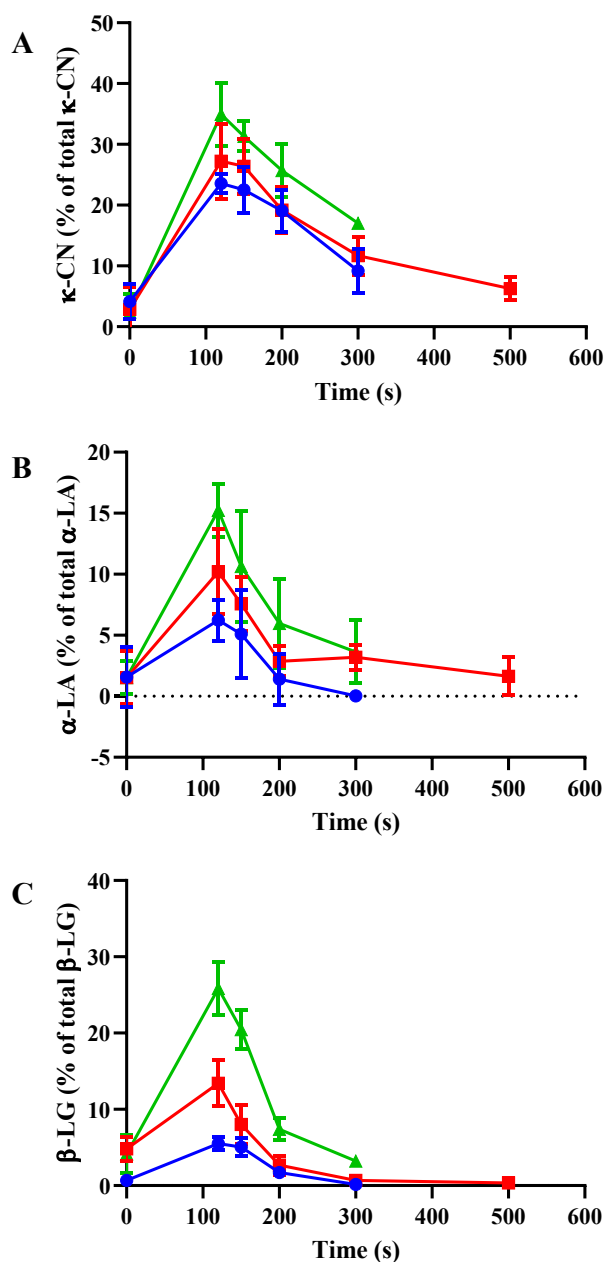 A
κ-CN (% of total κ-CN)
50
40
30
20
10
0
0 100 200 300 400 500 600
Time (s)
B
α-LA (% of total α-LA)
20
15
10
5
0
-5
0 100 200 300 400 500 600
Time (s)
C
β-LG (% of total β-LG)
40
30
20
10
0
0 100 200 300 400 500 600
Time (s)